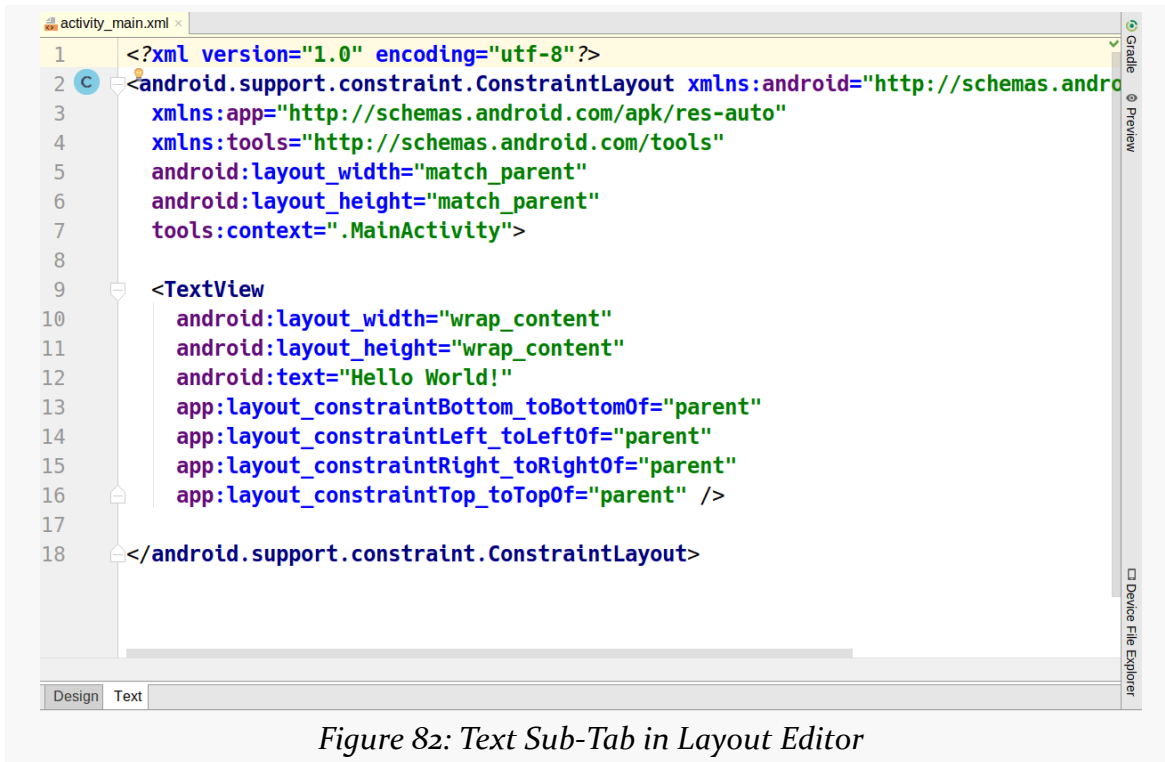 activity_main.xml ×
1 <?xml version="1.0" encoding="utf-8"?>
2 C <android.support.constraint.ConstraintLayout xmlns:android="http://schemas.andro
3 xmlns:app="http://schemas.android.com/apk/res-auto"
4 xmlns:tools="http://schemas.android.com/tools"
5 android:layout_width="match_parent"
6 android:layout_height="match_parent"
7 tools:context=".MainActivity">
8
9 <TextView
10 android:layout_width="wrap_content"
11 android:layout_height="wrap_content"
12 android:text="Hello World!"
13 app:layout_constraintBottom_toBottomOf="parent"
14 app:layout_constraintLeft_toLeftOf="parent"
15 app:layout_constraintRight_toRightOf="parent"
16 app:layout_constraintTop_toTopOf="parent" />
17
18 </android.support.constraint.ConstraintLayout>
Gradle
Preview
Device File Explorer
Design Text
Figure 82: Text Sub-Tab in Layout Editor